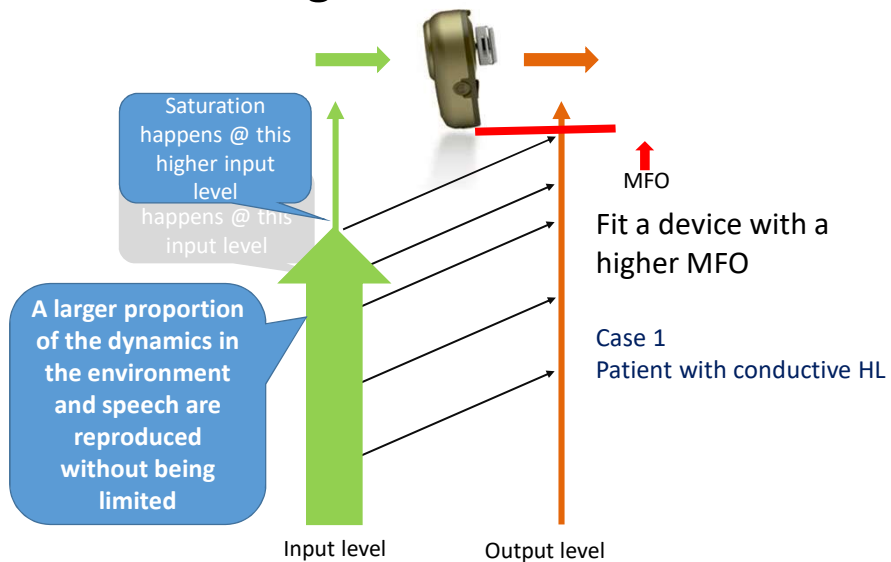 Saturation
happens @ this
higher input
level
happens @ this
input level
MFO
Fit a device with a
higher MFO
A larger proportion
of the dynamics in
the environment
and speech are
reproduced
without being
limited
Case 1
Patient with conductive HL
Input level
Output level